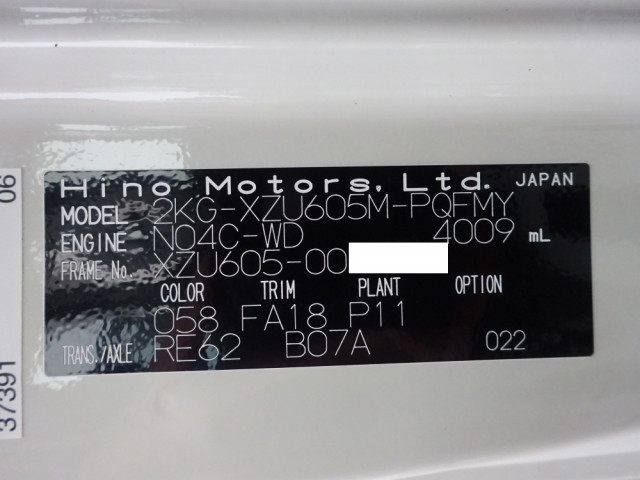 Hino Motors, Ltd. JAPAN
MODEL 2KG-XZU605M-PQFMY
ENGINE N04C-WD 4009 mL
FRAME No. XZU605-00
COLOR TRIM PLANT OPTION
058 FA18 P11
TRANS./AXLE RE62 B07A 022
37391 06